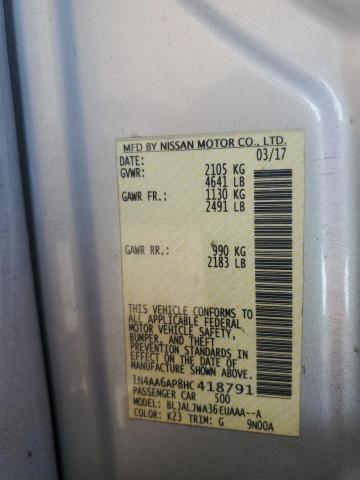 MFD BY NISSAN MOTOR CO., LTD.
DATE: 03/17
GVWR: 2105 KG
4641 LB
GAWR FR.: 1130 KG
2491 LB
GAWR RR.: 990 KG
2183 LB
THIS VEHICLE CONFORMS TO
ALL APPLICABLE FEDERAL
MOTOR VEHICLE SAFETY,
BUMPER, AND THEFT
PREVENTION STANDARDS IN
EFFECT ON THE DATE OF
MANUFACTURE SHOWN ABOVE.
1N4AA6AP8HC418791
PASSENGER CAR 500
MODEL: BLJALJWA36EUAAA--A
COLOR: K23 TRIM: G 9N00A